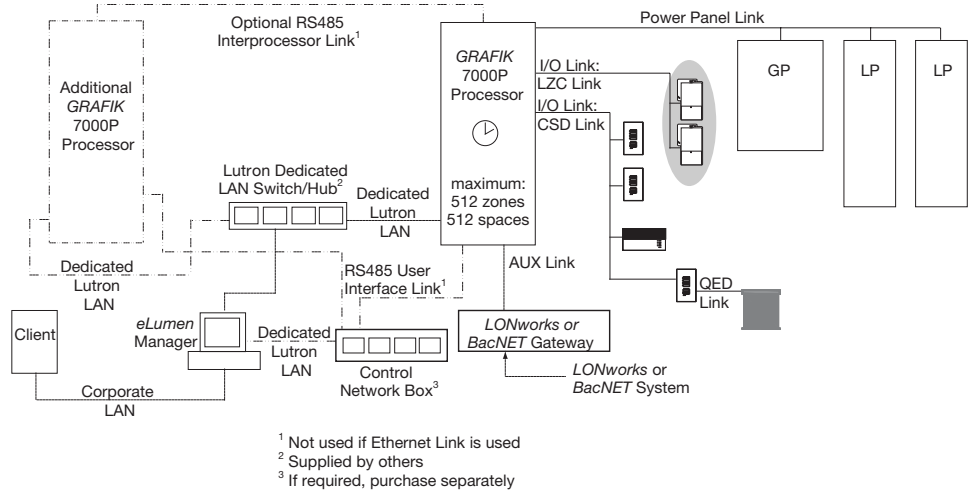 Optional RS485
Interprocessor Link1
Power Panel Link
GRAFIK
7000P
Processor
maximum:
512 zones
512 spaces
I/O Link:
LZC Link
I/O Link:
CSD Link
GP
LP
LP
Additional
GRAFIK
7000P
Processor
Lutron Dedicated
LAN Switch/Hub2
Dedicated
Lutron
LAN
Dedicated
Lutron
LAN
RS485 User
Interface Link1
AUX Link
QED
Link
Client
eLumen
Manager
Dedicated
Lutron
LAN
Control
Network Box3
LONworks or
BacNET Gateway
LONworks or
BacNET System
Corporate
LAN
1 Not used if Ethernet Link is used
2 Supplied by others
3 If required, purchase separately